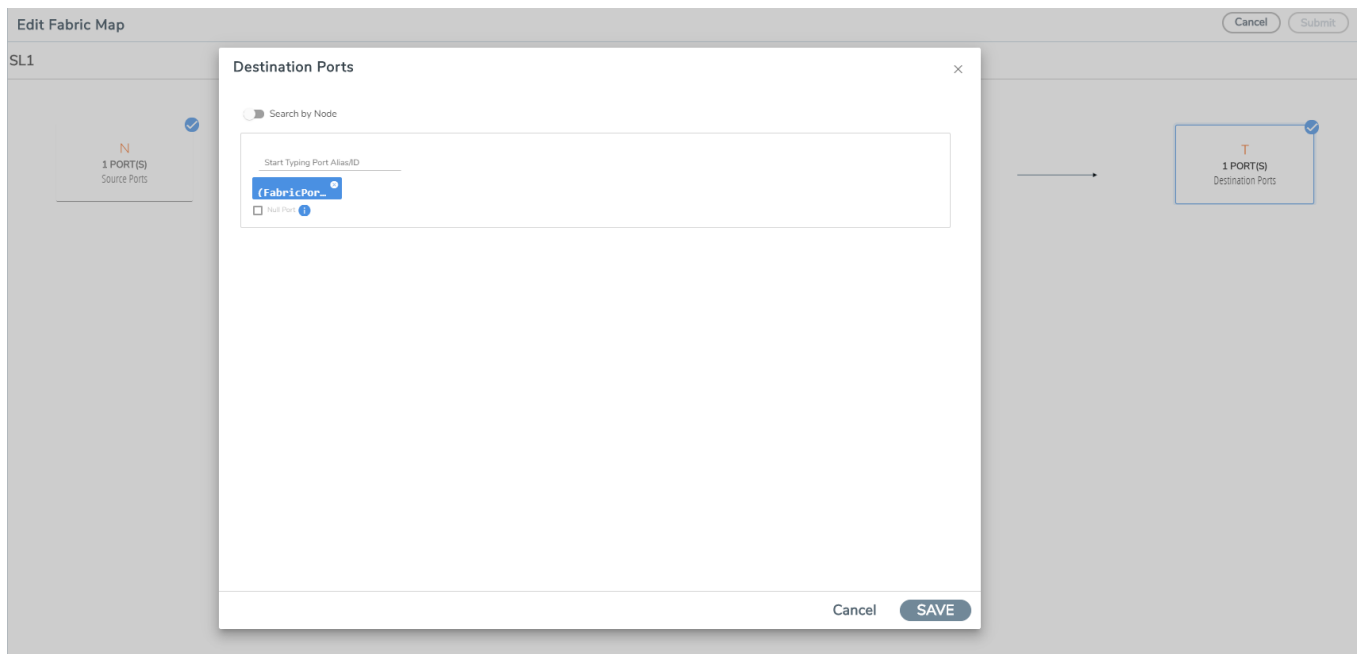 Edit Fabric Map
Cancel
Submit
SL1
Destination Ports
Search by Node
N
1 PORT(S)
Source Ports
Start Typing Port Alias/ID
(FabricPor…
Null Port
T
1 PORT(S)
Destination Ports
Cancel
SAVE